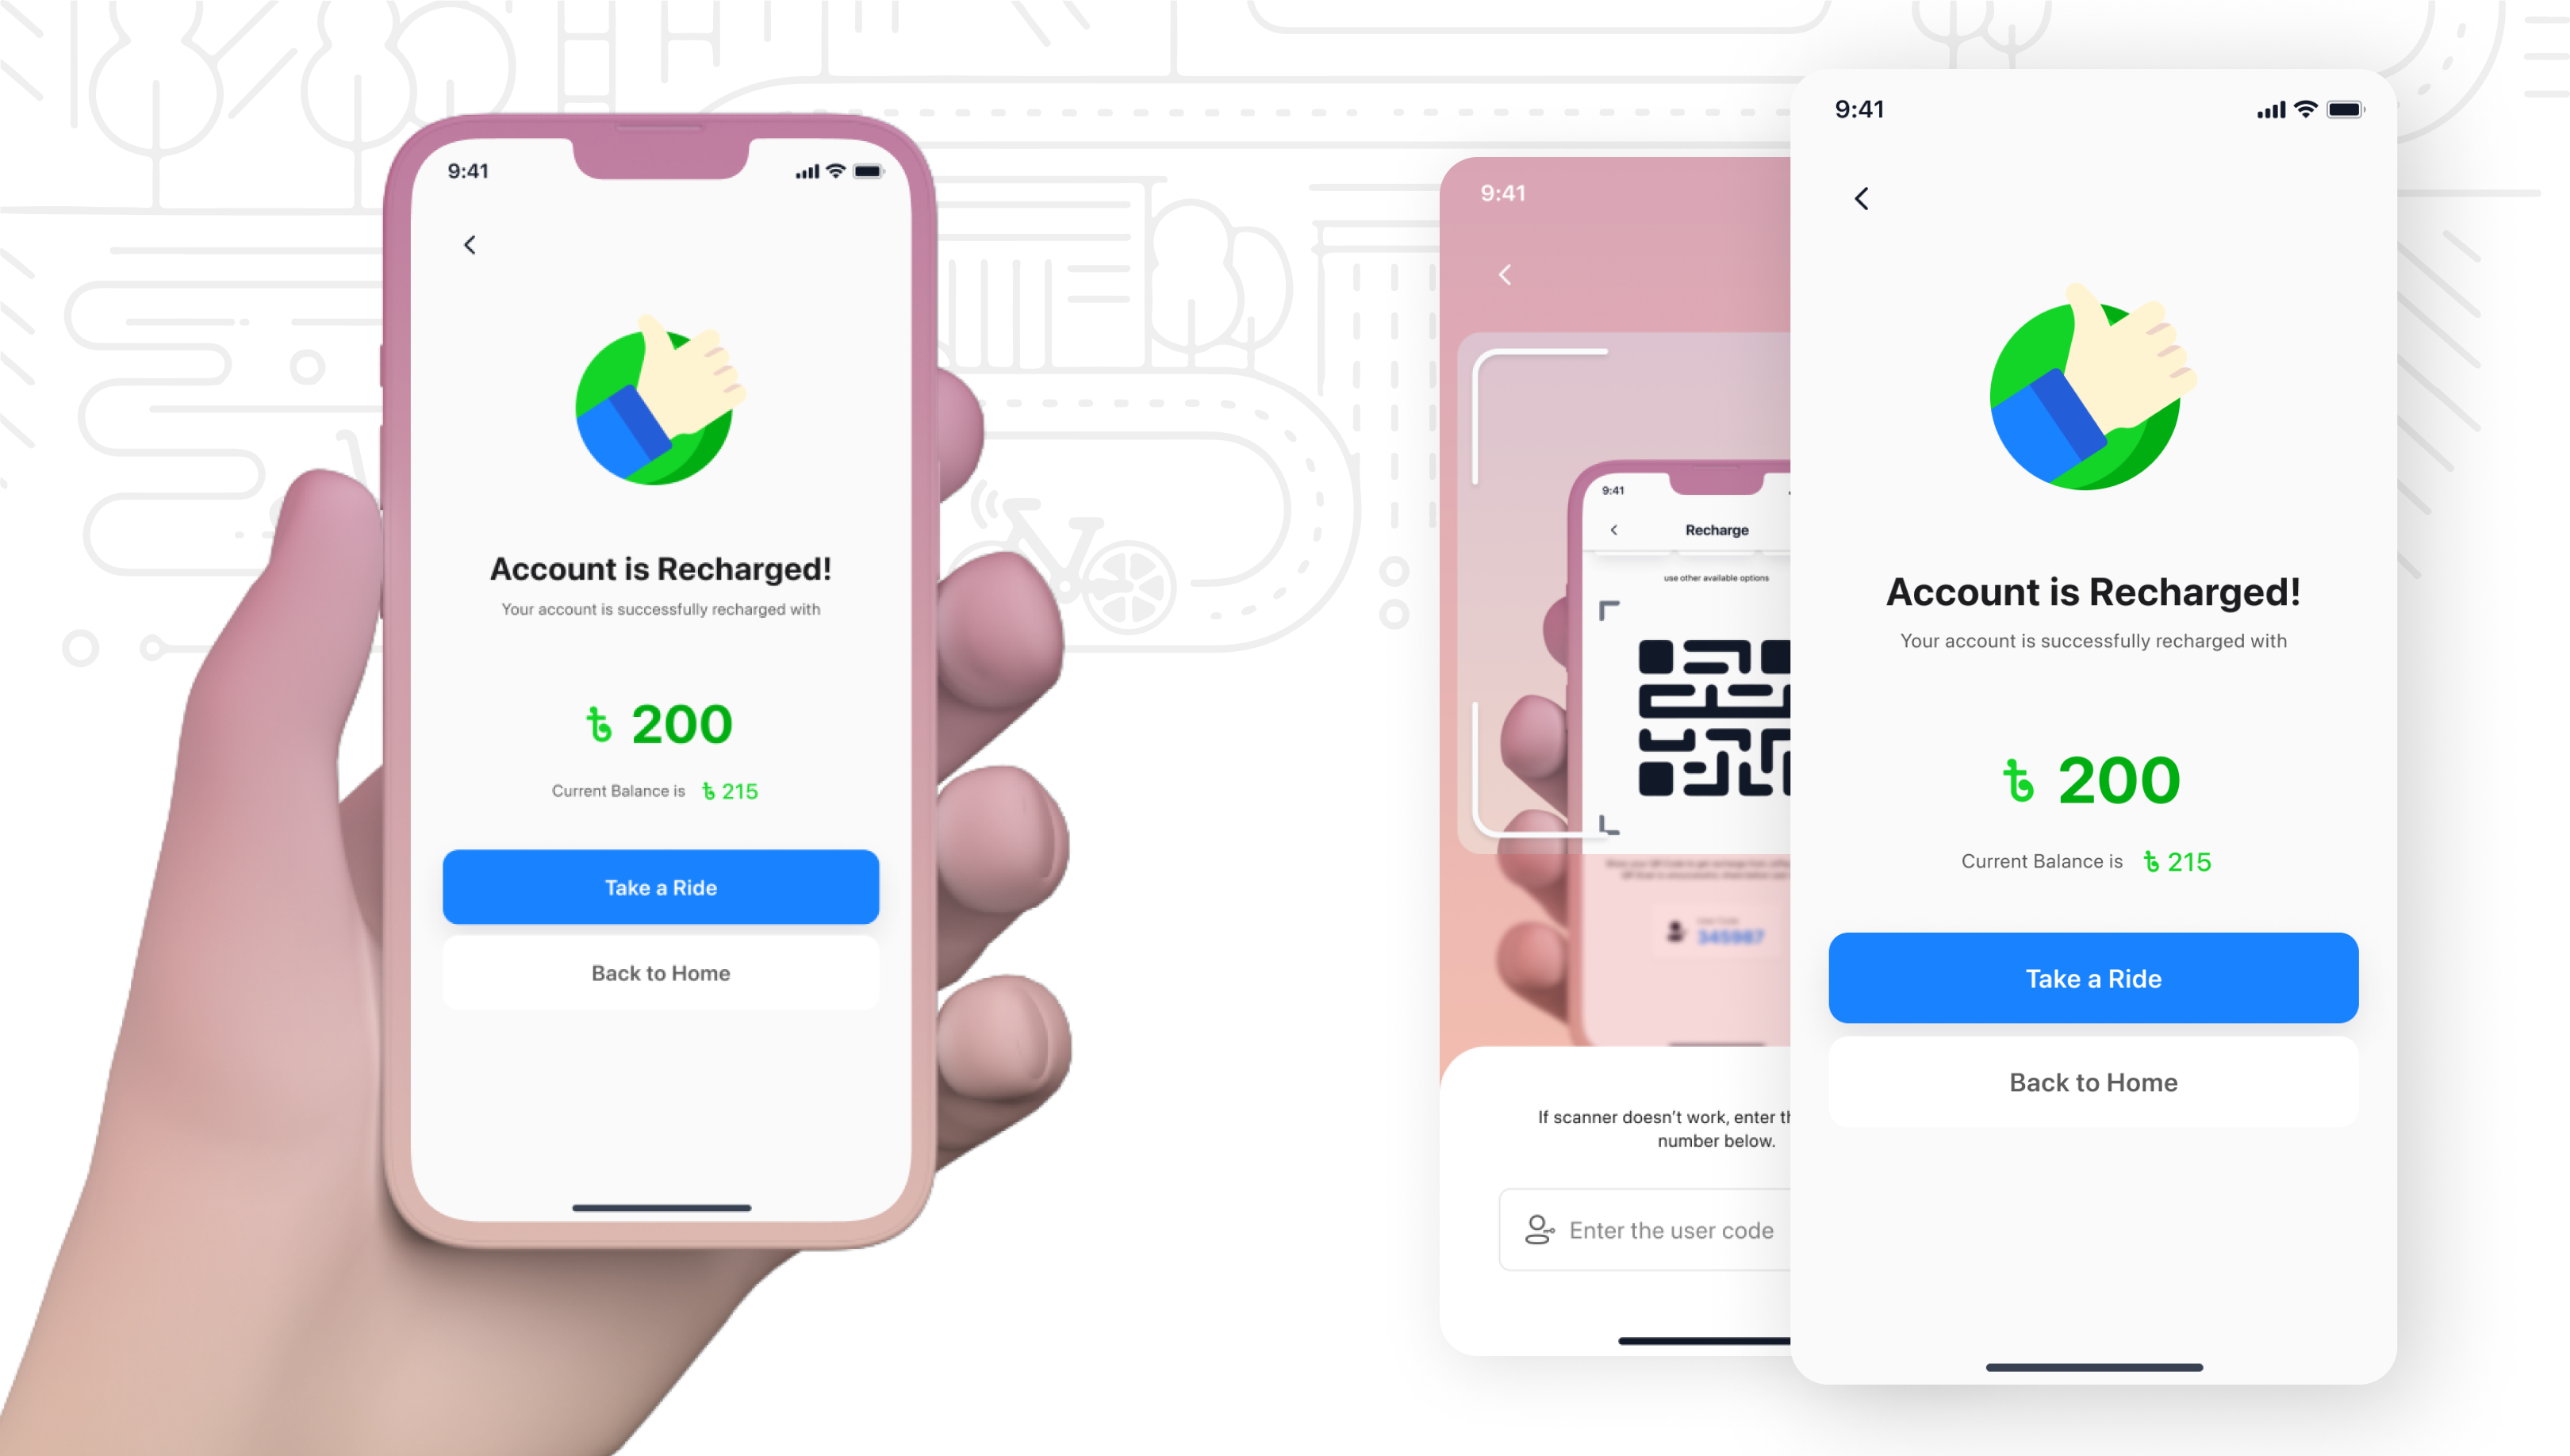 9:41
Account is Recharged!
Your account is successfully recharged with
৳ 200
Current Balance is ৳ 215
Take a Ride
Back to Home
9:41
9:41
Recharge
use other available options
345987
If scanner doesn't work, enter
number below.
Enter the user code
9:41
Account is Recharged!
Your account is successfully recharged with
৳ 200
Current Balance is ৳ 215
Take a Ride
Back to Home